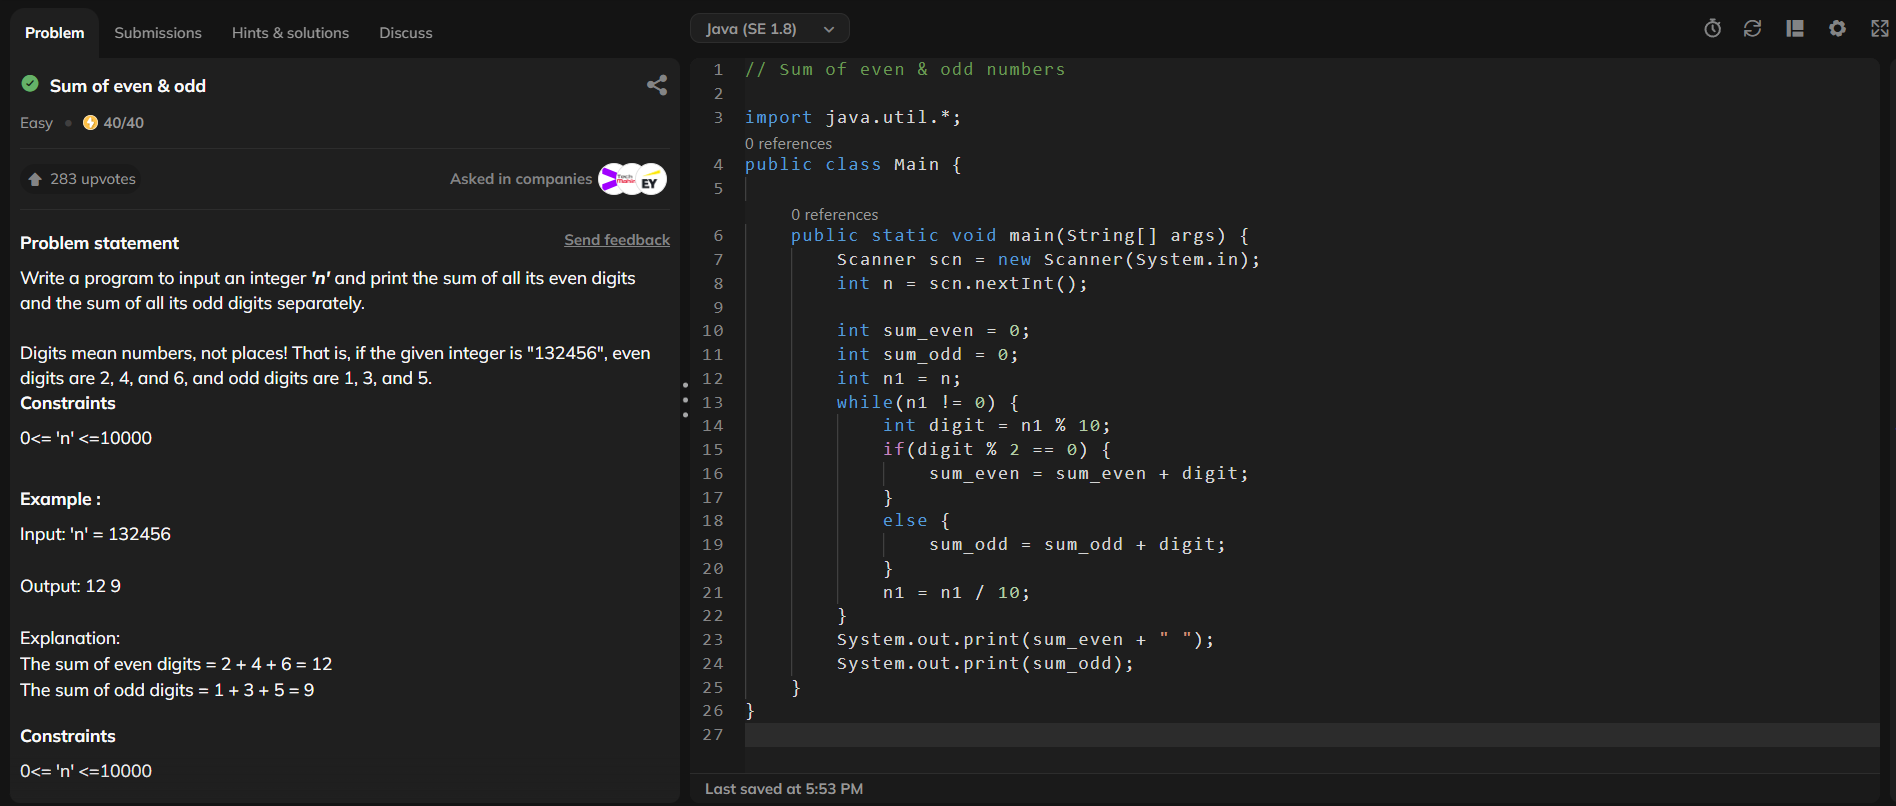 Problem
Submissions
Hints & solutions
Discuss
Sum of even & odd
Easy
40/40
283 upvotes
Asked in companies
Tech
EY
Problem statement
Send feedback
Write a program to input an integer 'n' and print the sum of all its even digits
and the sum of all its odd digits separately.
Digits mean numbers, not places! That is, if the given integer is "132456", even
digits are 2, 4, and 6, and odd digits are 1, 3, and 5.
Constraints
0<= 'n' <=10000
Example :
Input: 'n' = 132456
Output: 12 9
Explanation:
The sum of even digits = 2 + 4 + 6 = 12
The sum of odd digits = 1 + 3 + 5 = 9
Constraints
0<= 'n' <=10000
Java (SE 1.8)
1 // Sum of even & odd numbers
2
3 import java.util.*;
0 references
4 public class Main {
5
0 references
6 public static void main(String[] args) {
7 Scanner scn = new Scanner(System.in);
8 int n = scn.nextInt();
9
10 int sum_even = 0;
11 int sum_odd = 0;
12 int n1 = n;
13 while(n1 != 0) {
14 int digit = n1 % 10;
15 if(digit % 2 == 0) {
16 sum_even = sum_even + digit;
17 }
18 else {
19 sum_odd = sum_odd + digit;
20 }
21 n1 = n1 / 10;
22 }
23 System.out.print(sum_even + " ");
24 System.out.print(sum_odd);
25 }
26 }
27
Last saved at 5:53 PM